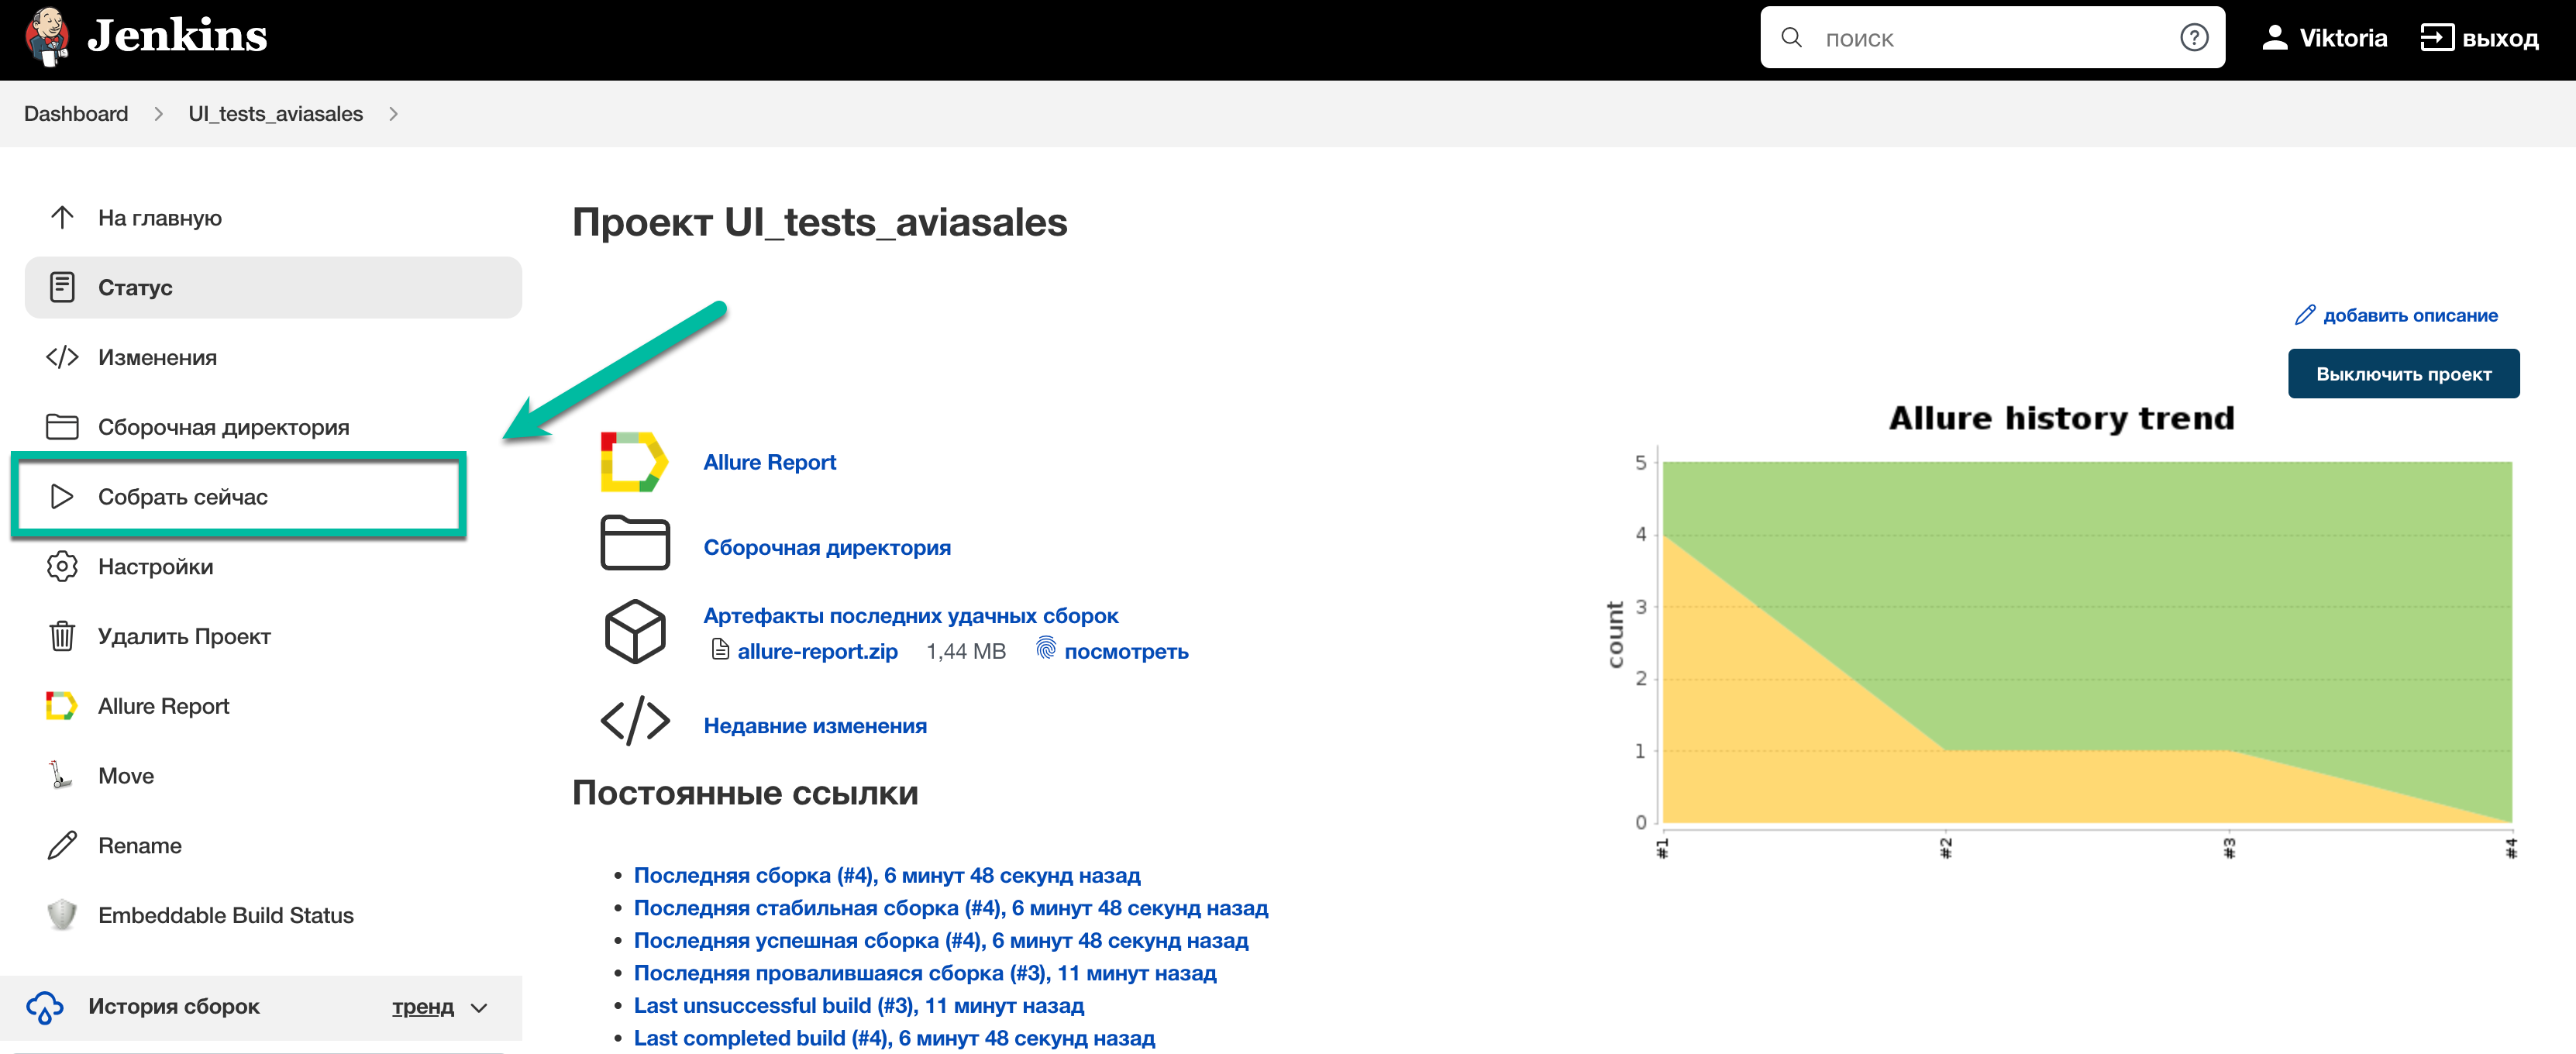 Jenkins
поиск
Viktoria
выход
Dashboard
UI_tests_aviasales
На главную
Статус
Изменения
Сборочная директория
Собрать сейчас
Настройки
Удалить Проект
Allure Report
Move
Rename
Embeddable Build Status
История сборок
тренд
Проект UI_tests_aviasales
добавить описание
Выключить проект
Allure Report
Сборочная директория
Артефакты последних удачных сборок
allure-report.zip 1,44 MB посмотреть
Недавние изменения
Allure history trend
5
4
3
2
1
0
count
#1
#2
#3
#4
Постоянные ссылки
Последняя сборка (#4), 6 минут 48 секунд назад
Последняя стабильная сборка (#4), 6 минут 48 секунд назад
Последняя успешная сборка (#4), 6 минут 48 секунд назад
Последняя провалившаяся сборка (#3), 11 минут назад
Last unsuccessful build (#3), 11 минут назад
Last completed build (#4), 6 минут 48 секунд назад